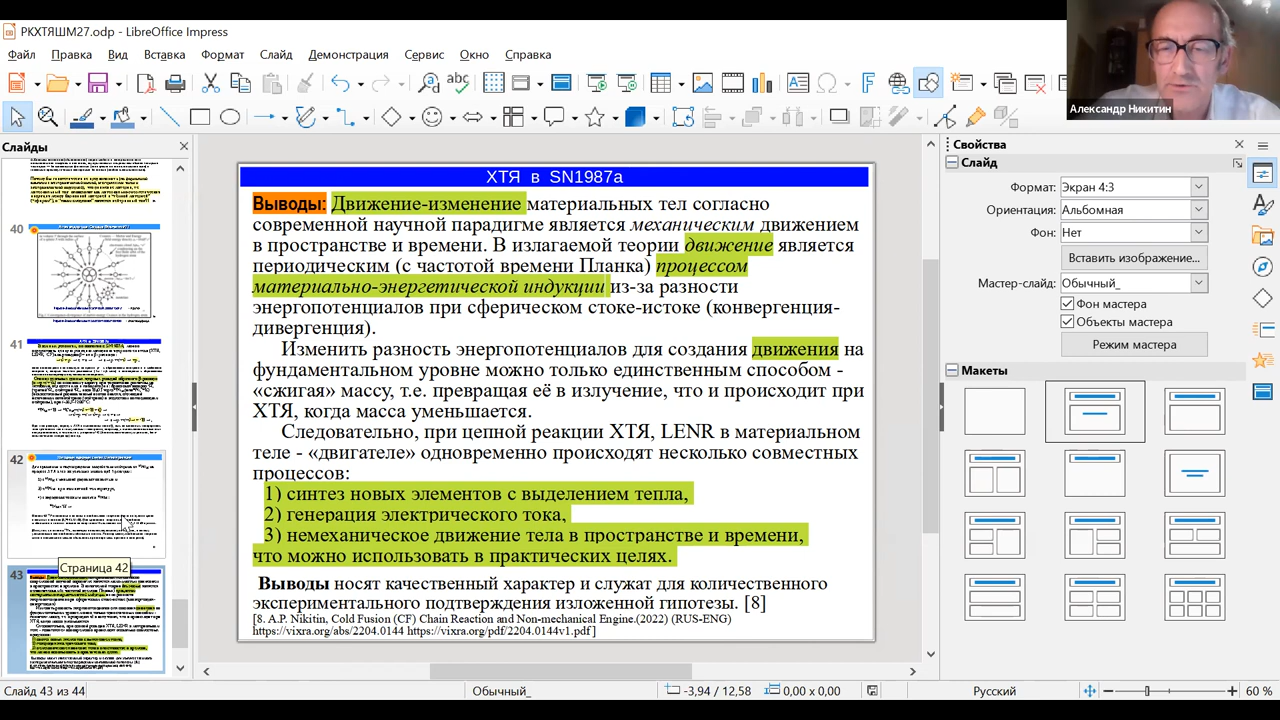 РКХТЯШМ27.odp - LibreOffice Impress
Файл Правка Вид Вставка Формат Слайд Демонстрация Сервис Окно Справка
Александр Никитин
Слайды
40
41
42
Страница 42
43
ХТЯ в SN1987a
Выводы: Движение-изменение материальных тел согласно
современной научной парадигме является механическим движением
в пространстве и времени. В излагаемой теории движение является
периодическим (с частотой времени Планка) процессом
материально-энергетической индукции из-за разности
энергопотенциалов при сферическом стоке-истоке (конвергенция-
дивергенция).
Изменить разность энергопотенциалов для создания движения на
фундаментальном уровне можно только единственным способом -
«сжигая» массу, т.е. превращая её в излучение, что и происходит при
ХТЯ, когда масса уменьшается.
Следовательно, при цепной реакции ХТЯ, LENR в материальном
теле - «двигателе» одновременно происходят несколько совместных
процессов:
1) синтез новых элементов с выделением тепла,
2) генерация электрического тока,
3) немеханическое движение тела в пространстве и времени,
что можно использовать в практических целях.
Выводы носят качественный характер и служат для количественного
экспериментального подтверждения изложенной гипотезы. [8]
[8. A.P. Nikitin, Cold Fusion (CF) Chain Reaction and Non-mechanical Engine.(2022) (RUS-ENG)
https://vixra.org/abs/2204.0144 https://vixra.org/pdf/2204.0144v1.pdf ]
Свойства
Слайд
Формат: Экран 4:3
Ориентация: Альбомная
Фон: Нет
Вставить изображение...
Мастер-слайд: Обычный_
Фон мастера
Объекты мастера
Режим мастера
Макеты
Слайд 43 из 44
Обычный_
-3,94 / 12,58
0,00 x 0,00
Русский
60 %